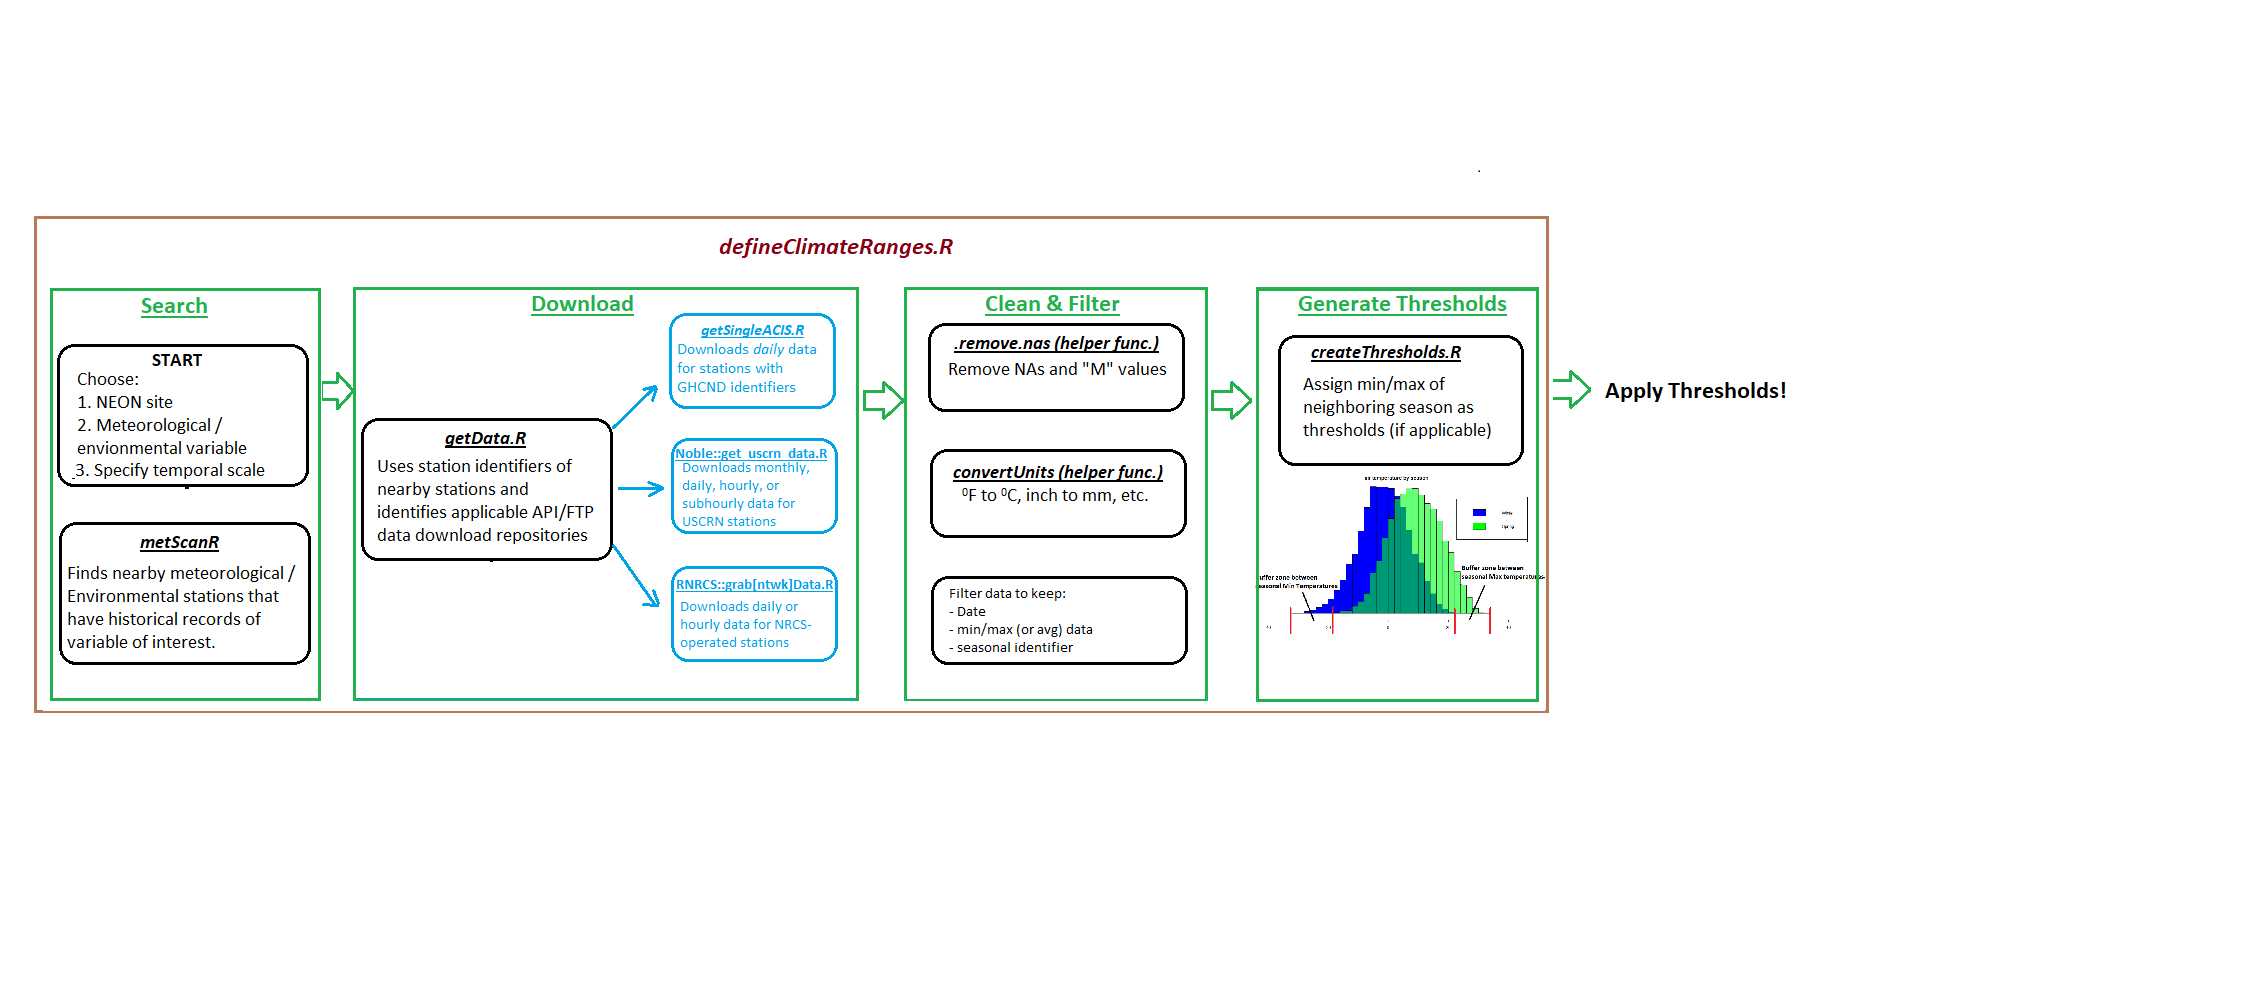 defineClimateRanges.R
Search
START
Choose:
1. NEON site
2. Meteorological /
envionmental variable
3. Specify temporal scale
metScanR
Finds nearby meteorological /
Environmental stations that
have historical records of
variable of interest.
Download
getData.R
Uses station identifiers of
nearby stations and
identifies applicable API/FTP
data download repositories
getSingleACIS.R
Downloads daily data
for stations with
GHCND identifiers
Noble::get_uscrn_data.R
Downloads monthly,
daily, hourly, or
subhourly data for
USCRN stations
RNRCS::grab[ntwk]Data.R
Downloads daily or
hourly data for NRCS-
operated stations
Clean & Filter
.remove.nas (helper func.)
Remove NAs and "M" values
convertUnits (helper func.)
⁰F to ⁰C, inch to mm, etc.
Filter data to keep:
- Date
- min/max (or avg) data
- seasonal identifier
Generate Thresholds
createThresholds.R
Assign min/max of
neighboring season as
thresholds (if applicable)
air temperature by season
Buffer zone between
seasonal Min Temperatures
Buffer zone between
seasonal Max temperatures
Apply Thresholds!